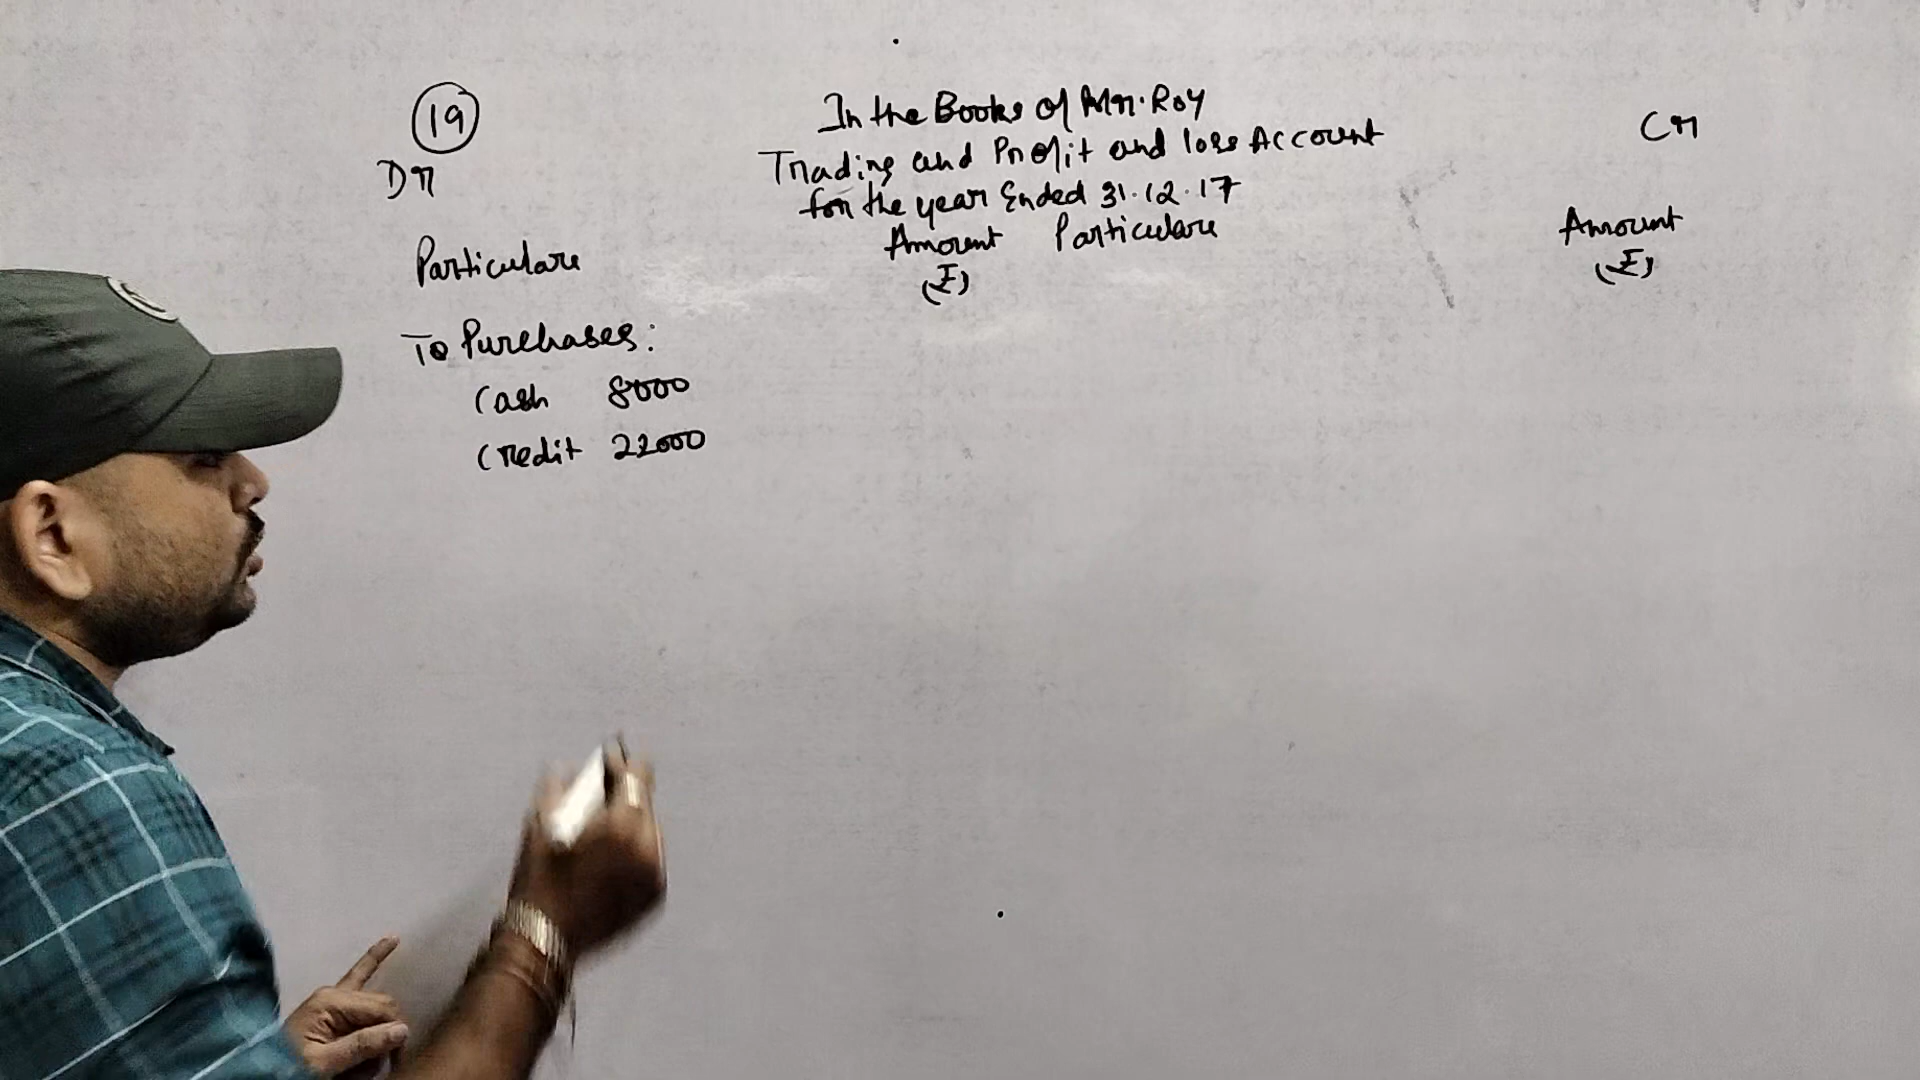 19
In the Books of Mr. Roy
Dr
Trading and Profit and loss Account
Cr
for the year Ended 31.12.17
Particulars Amount Particulars Amount
(₹) (₹)
To Purchases:
Cash 8000
Credit 22000